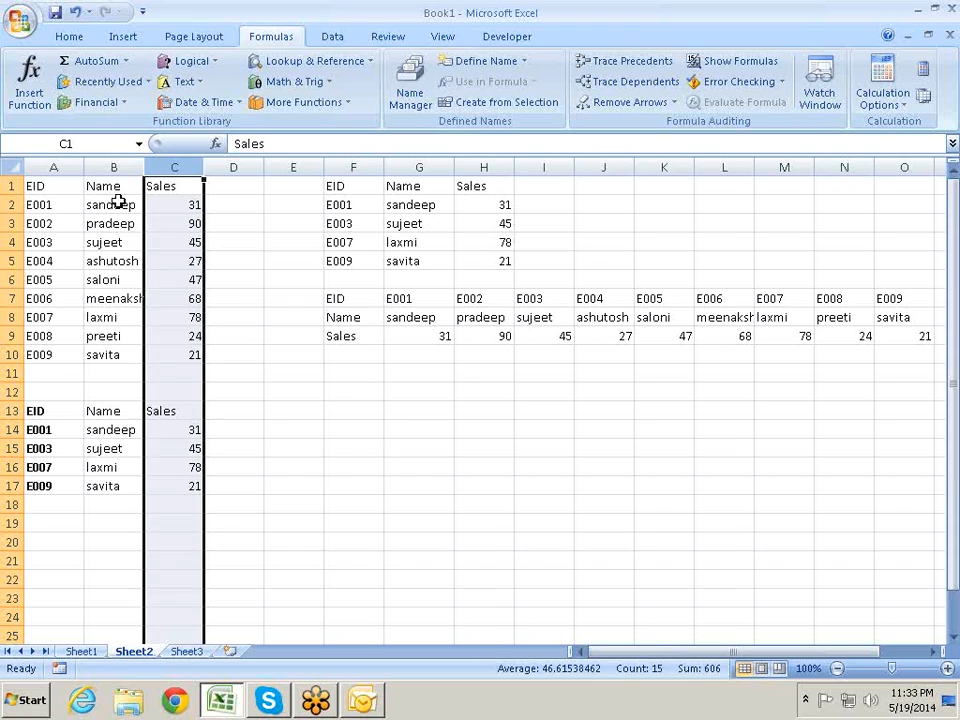 Book1 - Microsoft Excel
Home Insert Page Layout Formulas Data Review View Developer
fx Insert Function
Σ AutoSum
Recently Used
Financial
Logical
Text
Date & Time
Lookup & Reference
Math & Trig
More Functions
Function Library
Name Manager
Define Name
Use in Formula
Create from Selection
Defined Names
Trace Precedents
Trace Dependents
Remove Arrows
Show Formulas
Error Checking
Evaluate Formula
Formula Auditing
Watch Window
Calculation Options
Calculation
C1 fx Sales
A B C D E F G H I J K L M N O
1 EID Name Sales EID Name Sales
2 E001 sandeep 31 E001 sandeep 31
3 E002 pradeep 90 E003 sujeet 45
4 E003 sujeet 45 E007 laxmi 78
5 E004 ashutosh 27 E009 savita 21
6 E005 saloni 47
7 E006 meenaksh 68 EID E001 E002 E003 E004 E005 E006 E007 E008 E009
8 E007 laxmi 78 Name sandeep pradeep sujeet ashutosh saloni meenaksh laxmi preeti savita
9 E008 preeti 24 Sales 31 90 45 27 47 68 78 24 21
10 E009 savita 21
11
12
13 EID Name Sales
14 E001 sandeep 31
15 E003 sujeet 45
16 E007 laxmi 78
17 E009 savita 21
18
19
20
21
22
23
24
25
Sheet1 Sheet2 Sheet3
Ready Average: 46.61538462 Count: 15 Sum: 606 100%
Start 11:33 PM
5/19/2014